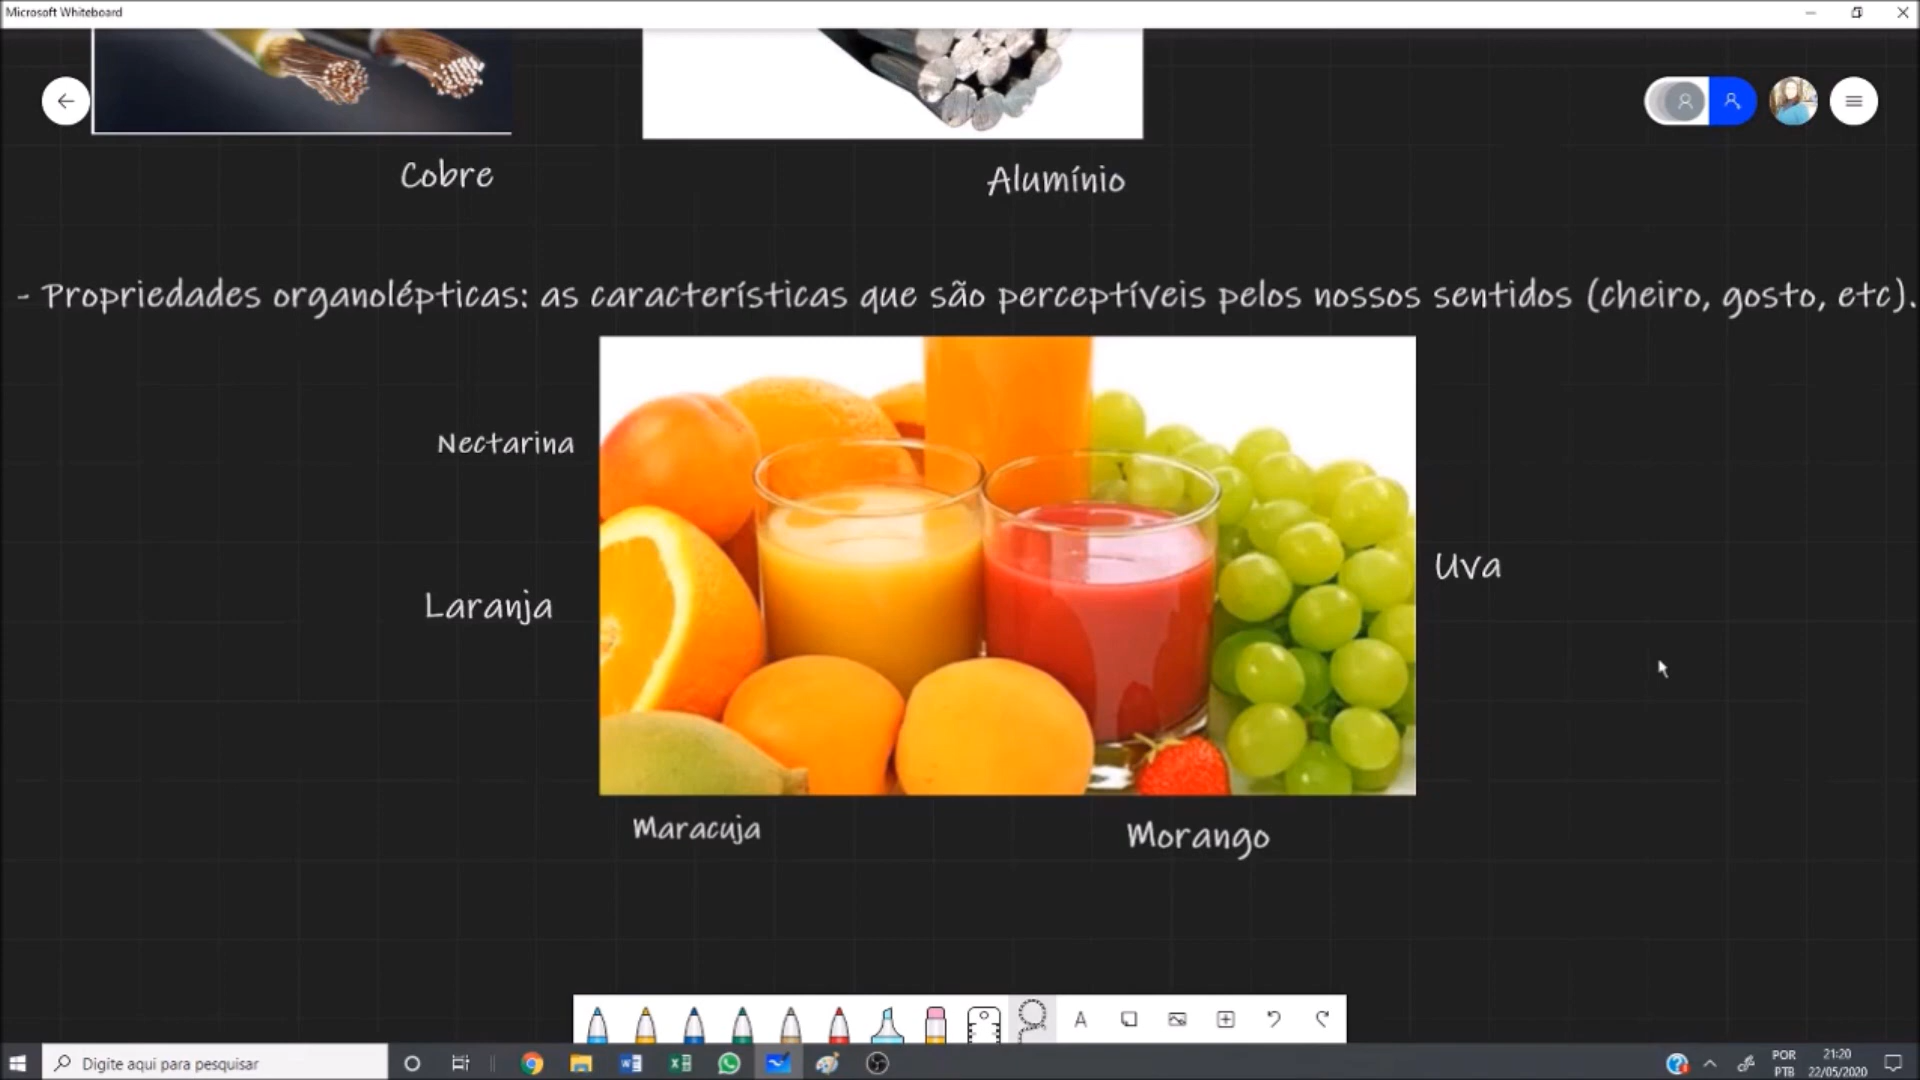 Microsoft Whiteboard
Cobre
Alumínio
- Propriedades organolépticas: as características que são perceptíveis pelos nossos sentidos (cheiro, gosto, etc).
Nectarina
Uva
Laranja
Maracuja
Morango
A
Digite aqui para pesquisar
POR
PTB
21:20
22/05/2020